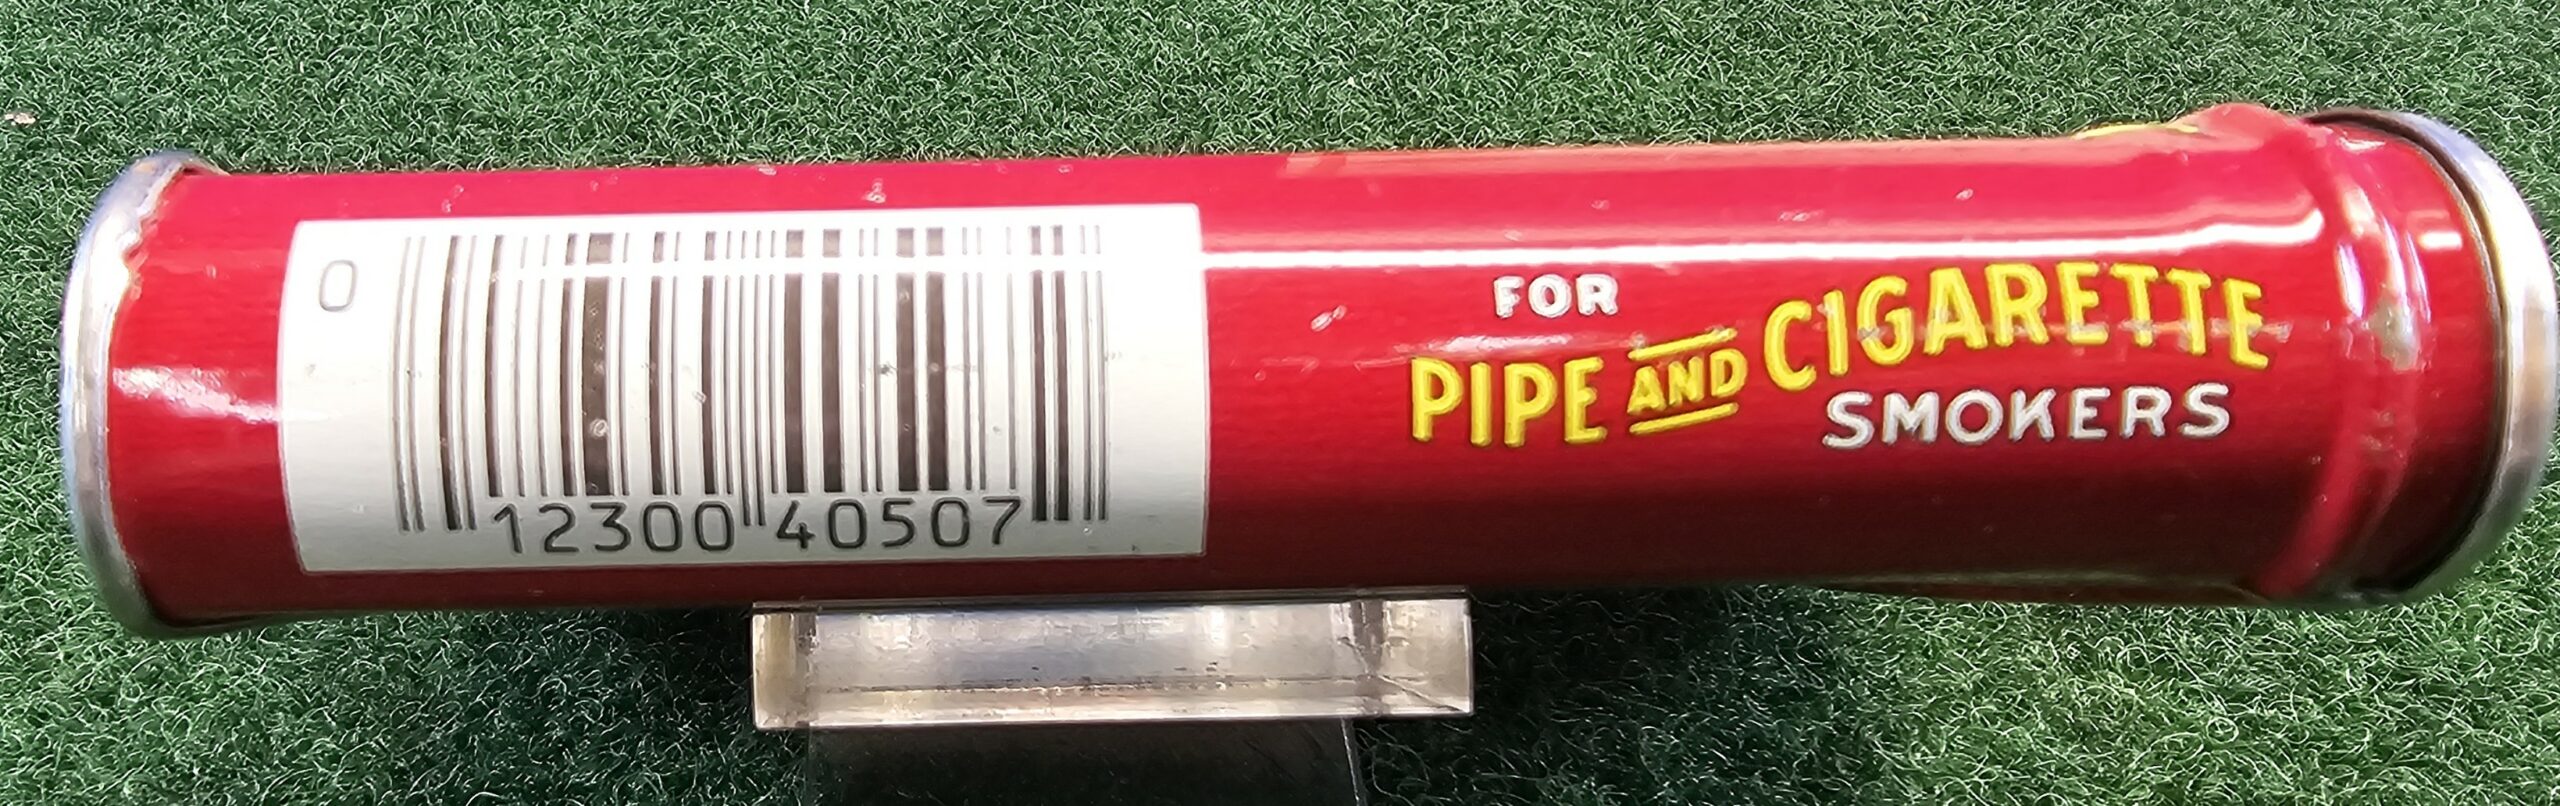 0
12300 40507
FOR
PIPE AND CIGARETTE
SMOKERS